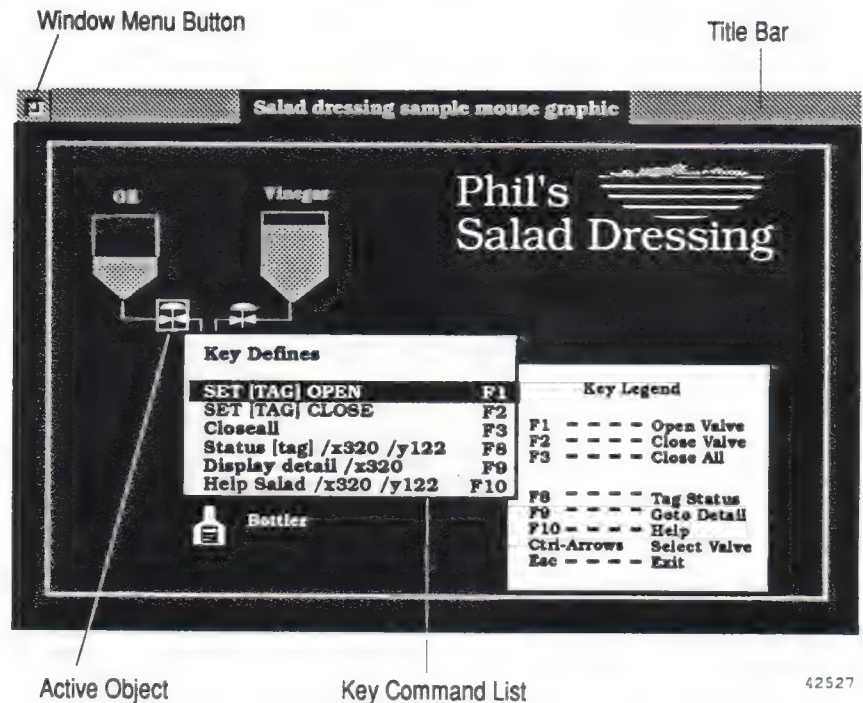 Window Menu Button
Title Bar
Salad dressing sample mouse graphic
Oil
Vinegar
Phil's
Salad Dressing
Key Defines
SET [TAG] OPEN F1
SET [TAG] CLOSE F2
Closeall F3
Status [tag] /x320 /y122 F8
Display detail /x320 F9
Help Salad /x320 /y122 F10
Key Legend
F1 - - - - Open Valve
F2 - - - - Close Valve
F3 - - - - Close All
F8 - - - - Tag Status
F9 - - - - Goto Detail
F10 - - - - Help
Ctrl-Arrows Select Valve
Esc - - - - Exit
Bottler
Active Object
Key Command List
42527